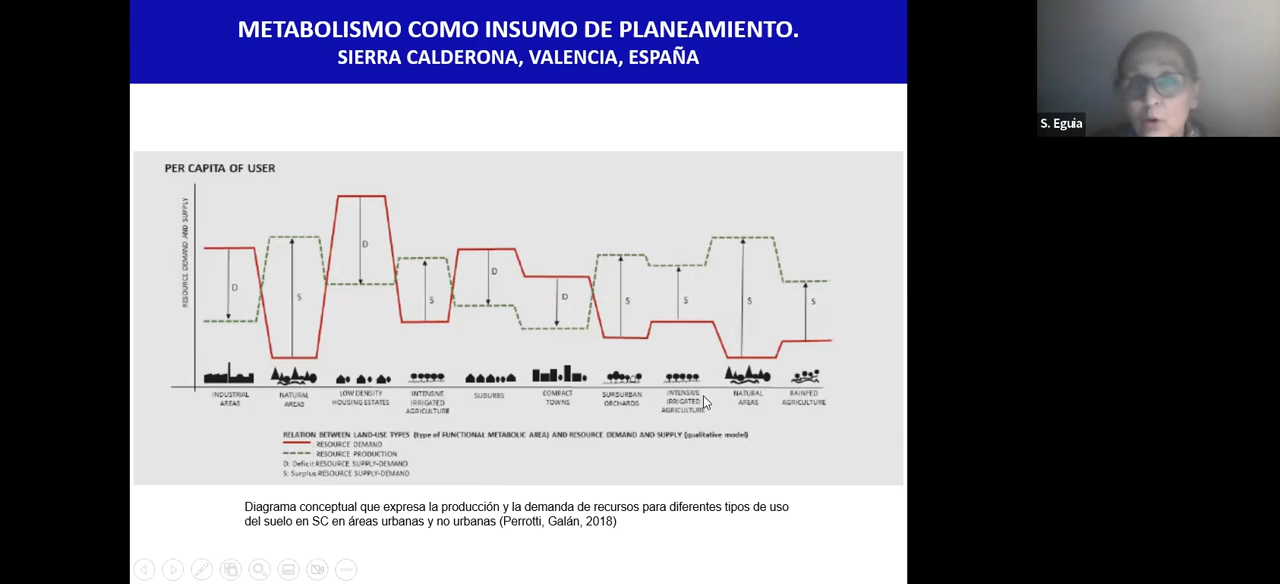 METABOLISMO COMO INSUMO DE PLANEAMIENTO.
SIERRA CALDERONA, VALENCIA, ESPAÑA
S. Eguia
PER CAPITA OF USER
RESOURCE DEMAND AND SUPPLY
D
S
D
S
D
D
S
S
S
S
INDUSTRIAL
AREAS
NATURAL
AREAS
LOW DENSITY
HOUSING ESTATES
INTENSIVE
IRRIGATED
AGRICULTURE
SUBURBS
COMPACT
TOWNS
SURBURBAN
ORCHARDS
INTENSIVE
IRRIGATED
AGRICULTURE
NATURAL
AREAS
RAINFED
AGRICULTURE
RELATION BETWEEN LAND-USE TYPES (type of FUNCTIONAL METABOLIC AREA) AND RESOURCE DEMAND AND SUPPLY (qualitative model)
RESOURCE DEMAND
RESOURCE PRODUCTION
D: Deficit RESOURCE SUPPLY-DEMAND
S: Surplus RESOURCE SUPPLY-DEMAND
Diagrama conceptual que expresa la producción y la demanda de recursos para diferentes tipos de uso
del suelo en SC en áreas urbanas y no urbanas (Perrotti, Galán, 2018)